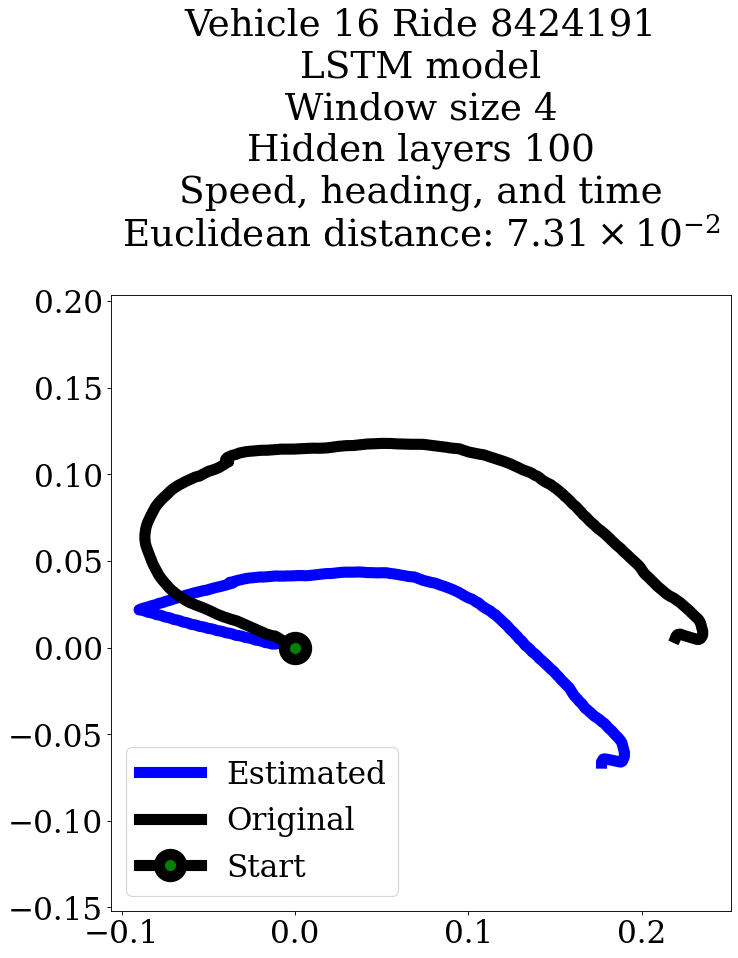 Vehicle 16 Ride 8424191
LSTM model
Window size 4
Hidden layers 100
Speed, heading, and time
Euclidean distance: 7.31 × 10⁻²
0.20
0.15
0.10
0.05
0.00
−0.05
−0.10
−0.15
Estimated
Original
Start
−0.1 0.0 0.1 0.2